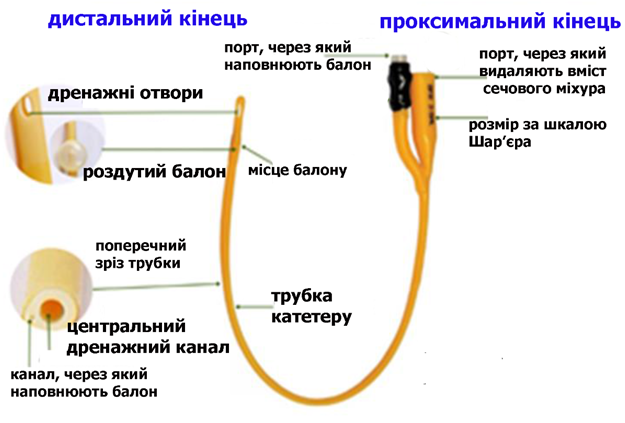 дистальний кінець
проксимальний кінець
порт, через який
наповнюють балон
порт, через який
видаляють вміст
сечового міхура
дренажні отвори
розмір за шкалою
Шар’єра
роздутий балон
місце балону
поперечний
зріз трубки
трубка
катетеру
центральний
дренажний канал
канал, через який
наповнюють балон